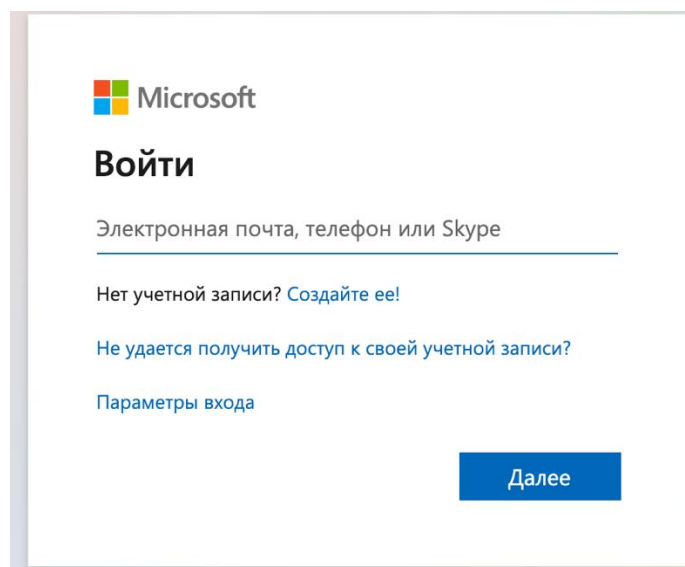 Microsoft
Войти
Электронная почта, телефон или Skype
Нет учетной записи? Создайте ее!
Не удается получить доступ к своей учетной записи?
Параметры входа
Далее